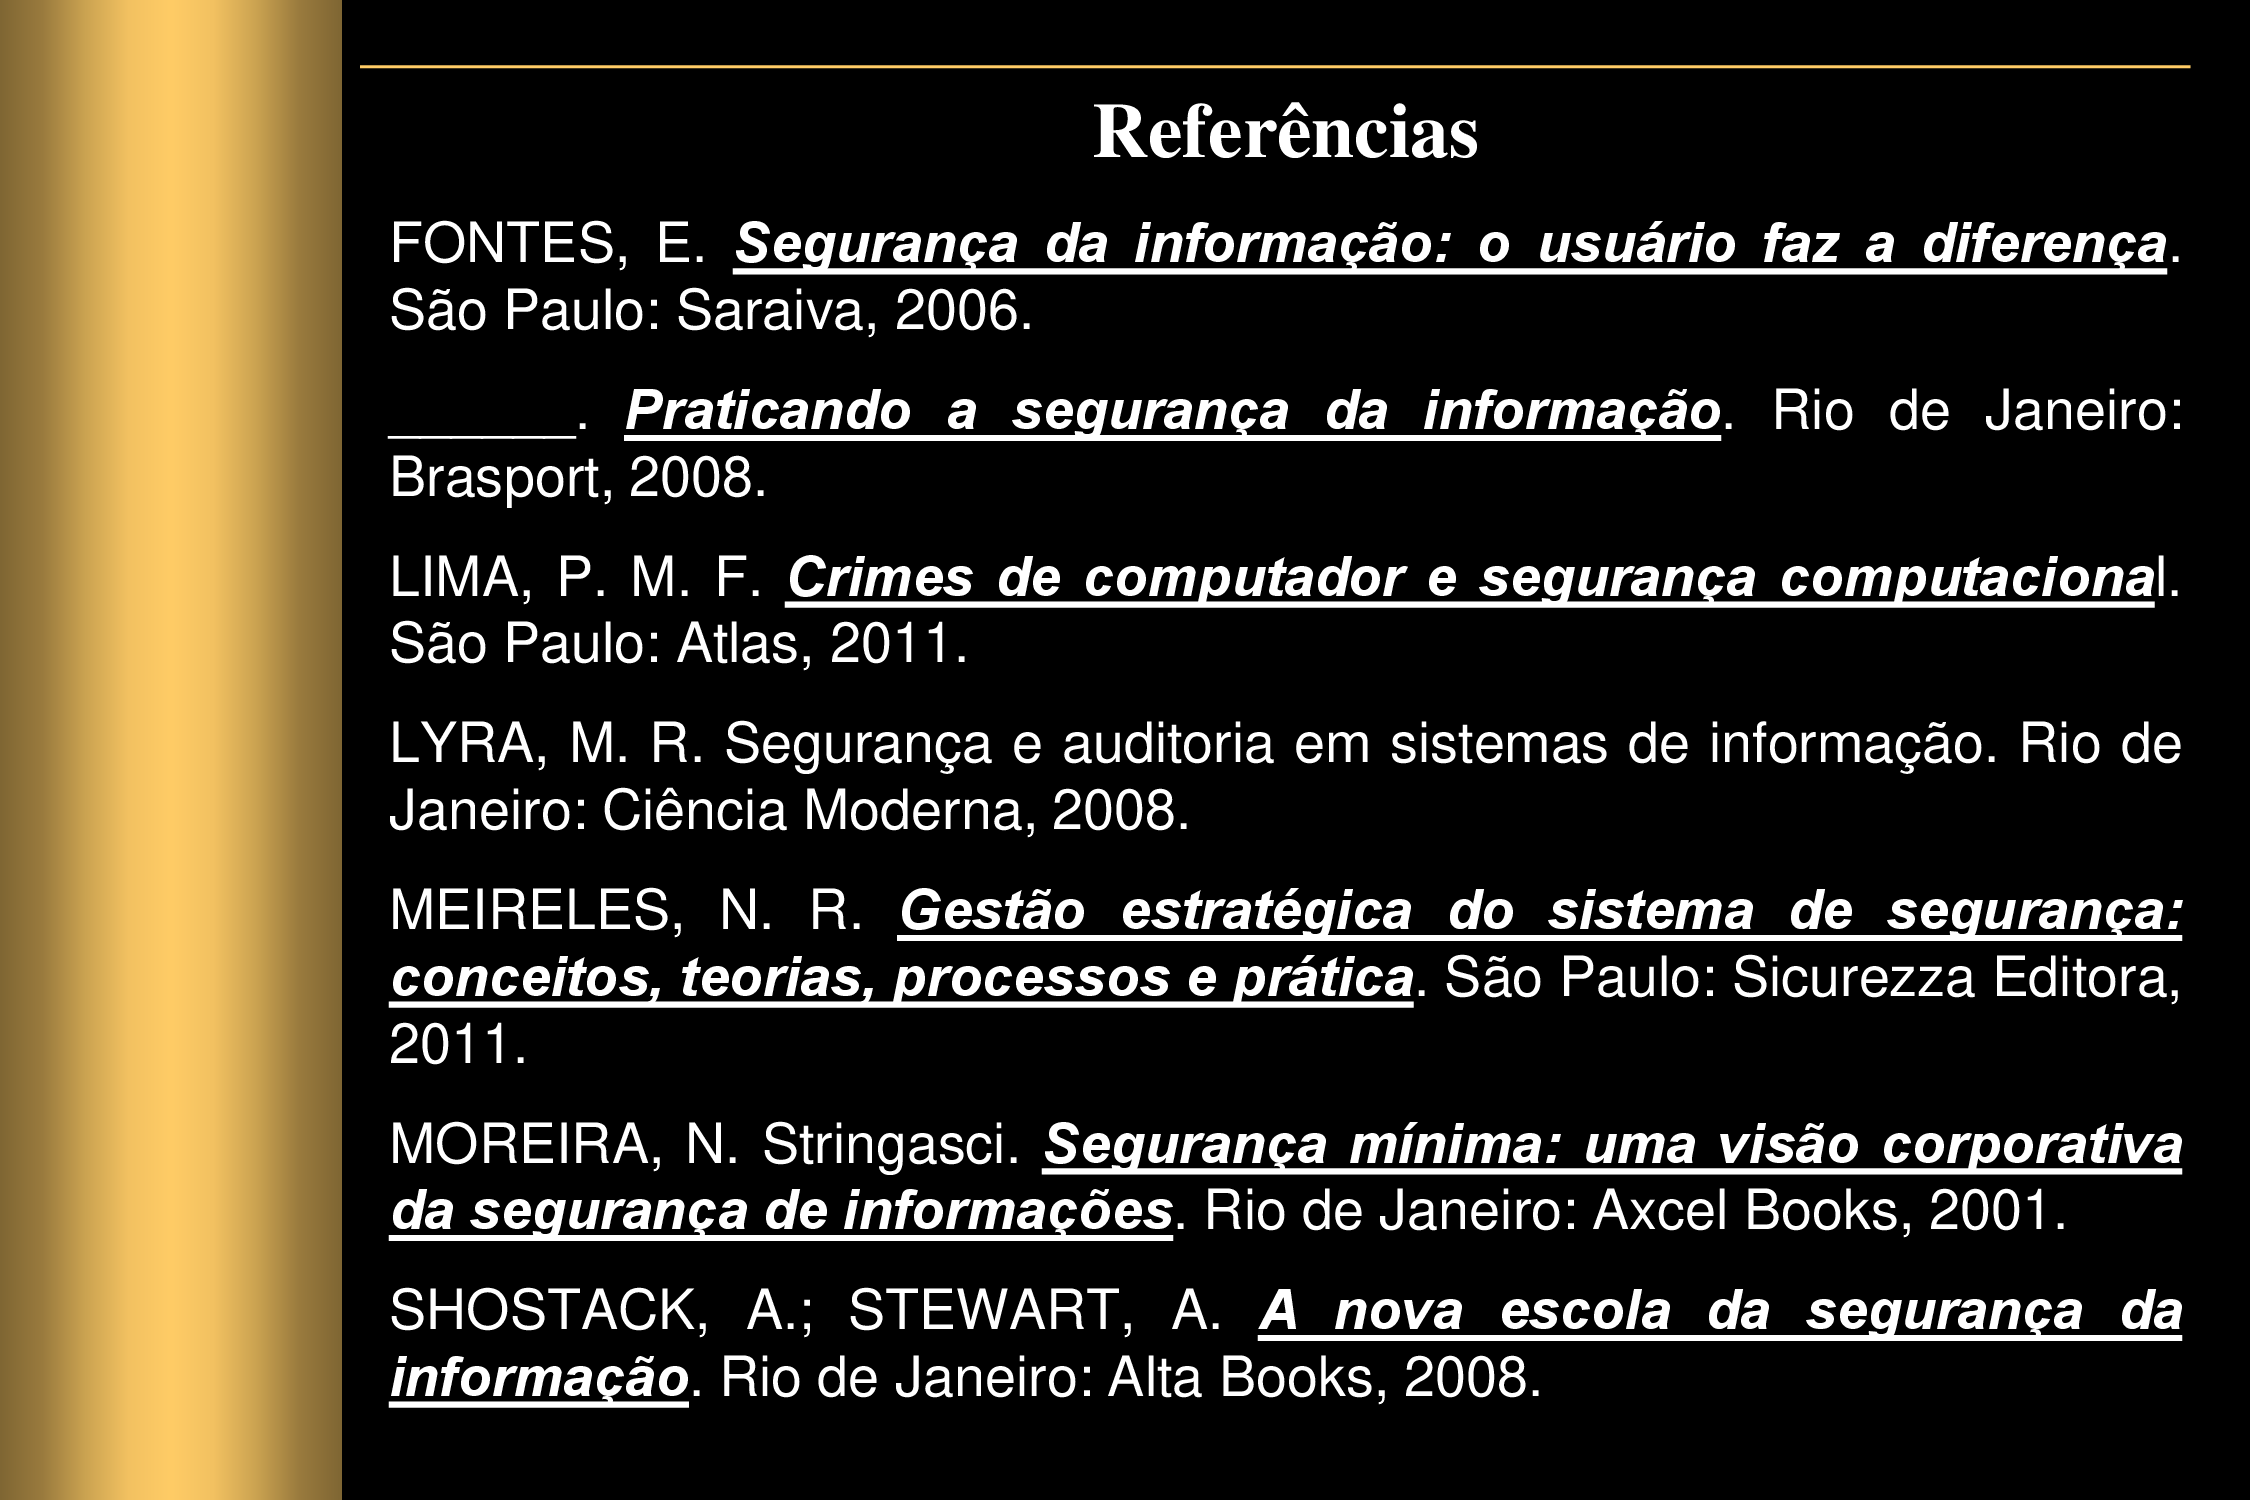 Referências
FONTES, E. Segurança da informação: o usuário faz a diferença.
São Paulo: Saraiva, 2006.
______. Praticando a segurança da informação. Rio de Janeiro:
Brasport, 2008.
LIMA, P. M. F. Crimes de computador e segurança computacional.
São Paulo: Atlas, 2011.
LYRA, M. R. Segurança e auditoria em sistemas de informação. Rio de
Janeiro: Ciência Moderna, 2008.
MEIRELES, N. R. Gestão estratégica do sistema de segurança:
conceitos, teorias, processos e prática. São Paulo: Sicurezza Editora,
2011.
MOREIRA, N. Stringasci. Segurança mínima: uma visão corporativa
da segurança de informações. Rio de Janeiro: Axcel Books, 2001.
SHOSTACK, A.; STEWART, A. A nova escola da segurança da
informação. Rio de Janeiro: Alta Books, 2008.